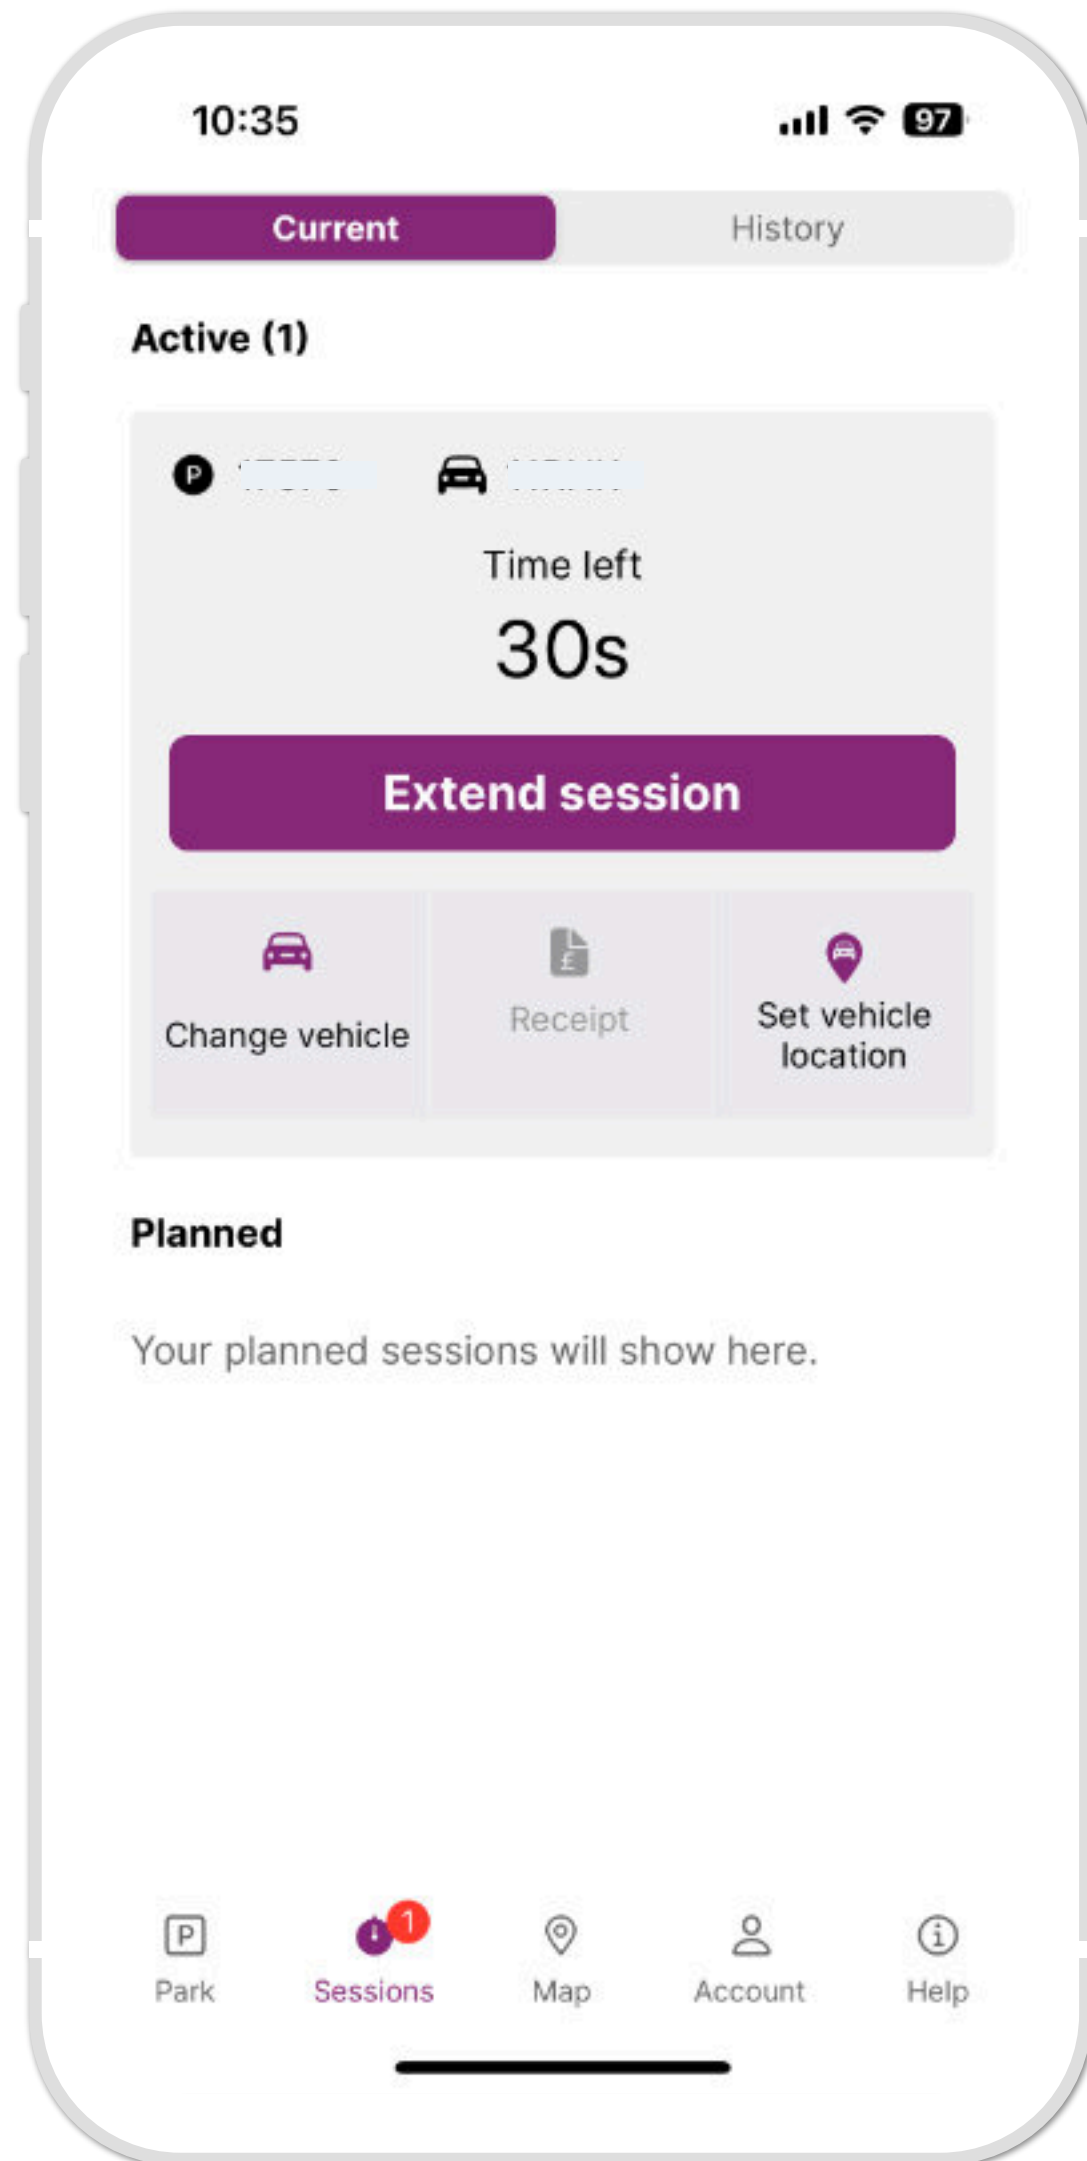 10:35 97
Current History
Active (1)
P
Time left
30s
Extend session
Change vehicle
£
Receipt
Set vehicle
location
Planned
Your planned sessions will show here.
P 1
Park Sessions Map Account Help